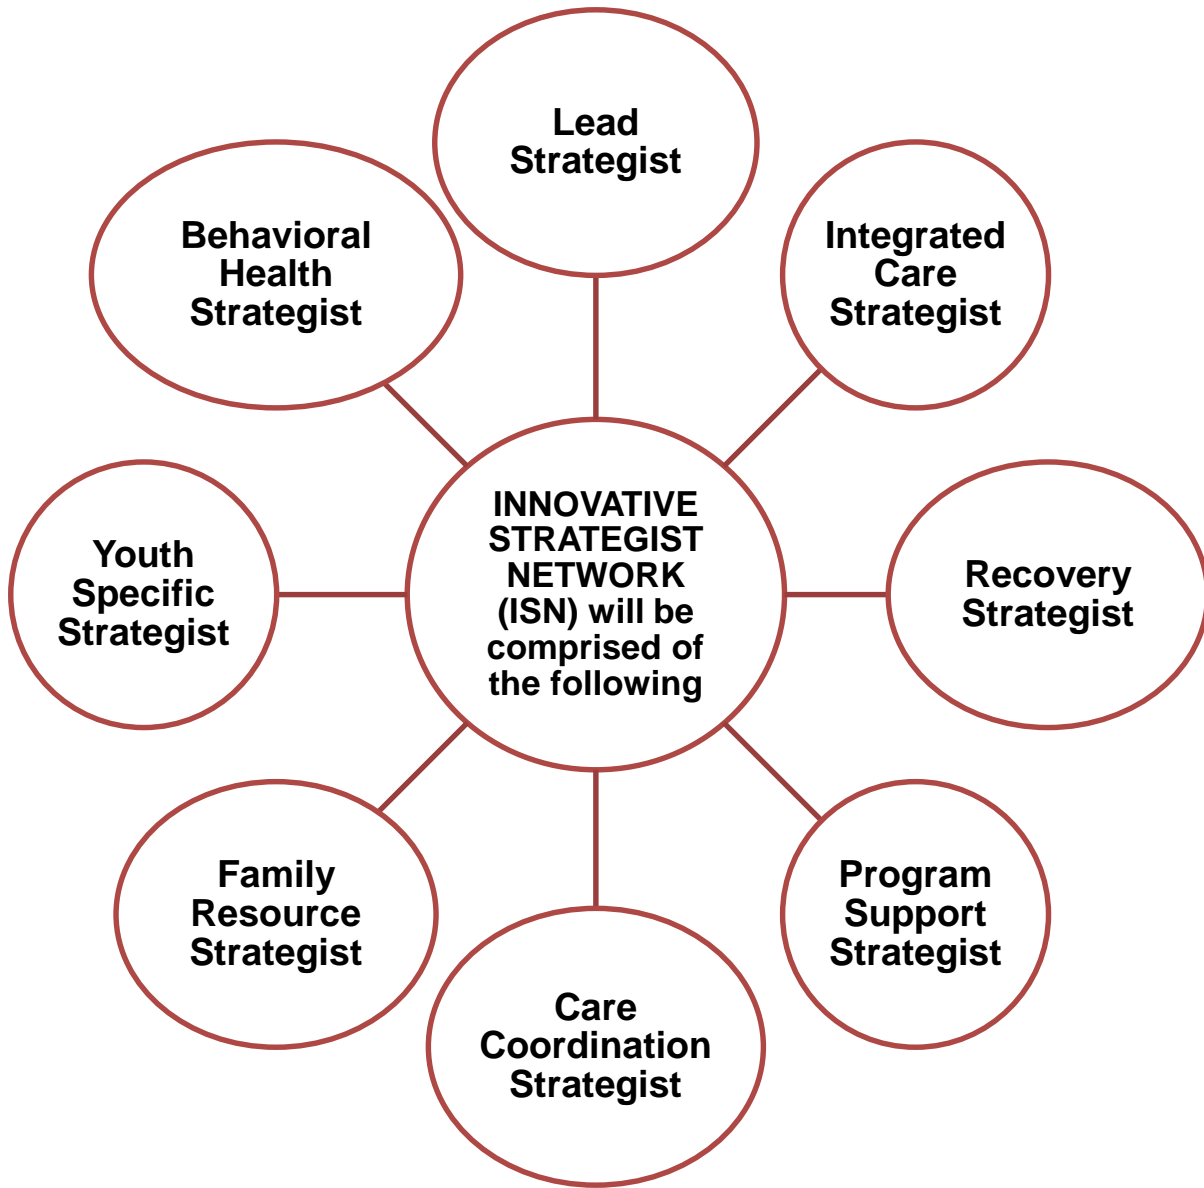 Lead
Strategist
Integrated
Care
Strategist
Recovery
Strategist
Program
Support
Strategist
Care
Coordination
Strategist
Family
Resource
Strategist
Youth
Specific
Strategist
Behavioral
Health
Strategist
INNOVATIVE
STRATEGIST
NETWORK
(ISN) will be
comprised of
the following